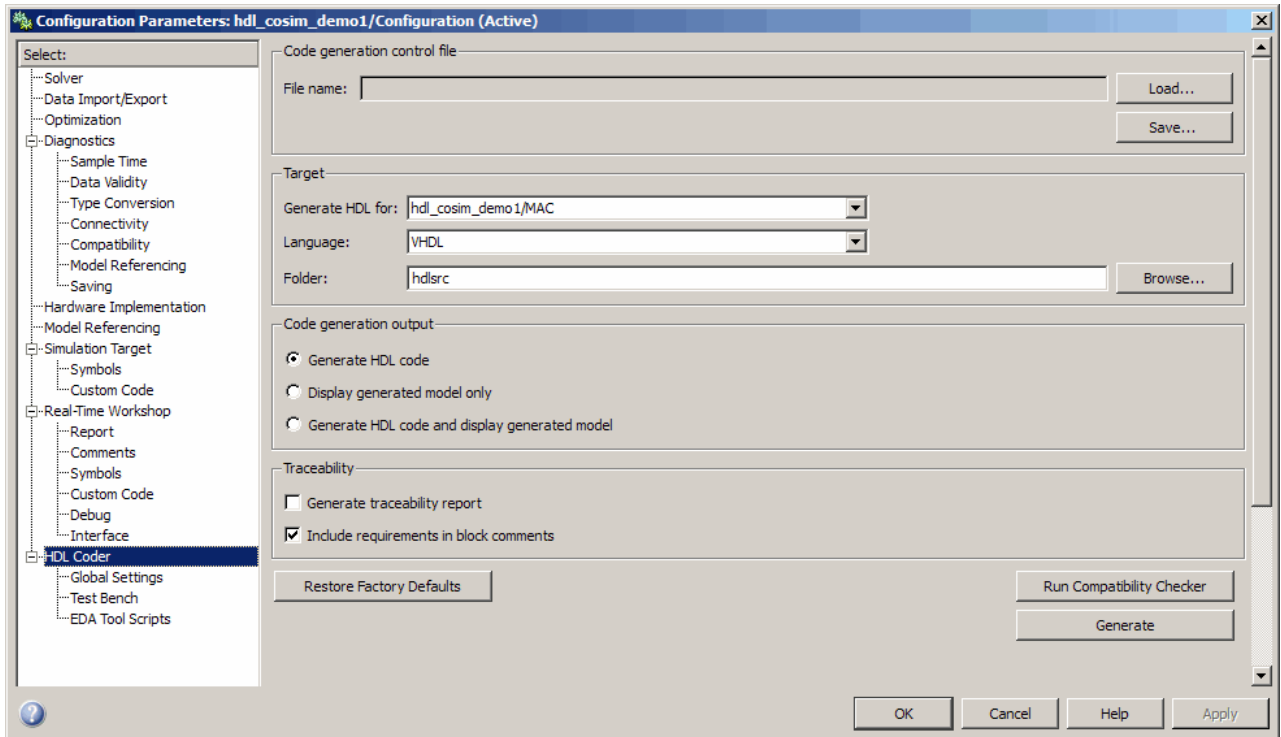 Configuration Parameters: hdl_cosim_demo1/Configuration (Active)
Select:
Solver
Data Import/Export
Optimization
Diagnostics
Sample Time
Data Validity
Type Conversion
Connectivity
Compatibility
Model Referencing
Saving
Hardware Implementation
Model Referencing
Simulation Target
Symbols
Custom Code
Real-Time Workshop
Report
Comments
Symbols
Custom Code
Debug
Interface
HDL Coder
Global Settings
Test Bench
EDA Tool Scripts
Code generation control file
File name:
Load...
Save...
Target
Generate HDL for: hdl_cosim_demo1/MAC
Language: VHDL
Folder: hdlsrc
Browse...
Code generation output
Generate HDL code
Display generated model only
Generate HDL code and display generated model
Traceability
Generate traceability report
Include requirements in block comments
Restore Factory Defaults
Run Compatibility Checker
Generate
OK
Cancel
Help
Apply